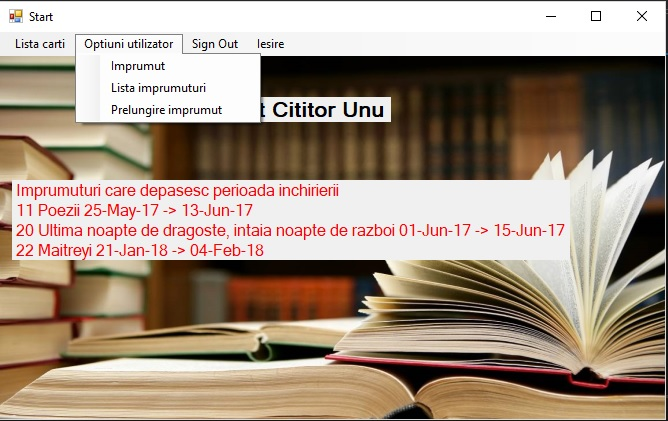 Start
Lista carti Optiuni utilizator Sign Out Iesire
Imprumut
Lista imprumuturi
Prelungire imprumut
Cititor Unu
Imprumuturi care depasesc perioada inchirierii
11 Poezii 25-May-17 -> 13-Jun-17
20 Ultima noapte de dragoste, intaia noapte de razboi 01-Jun-17 -> 15-Jun-17
22 Maitreyi 21-Jan-18 -> 04-Feb-18